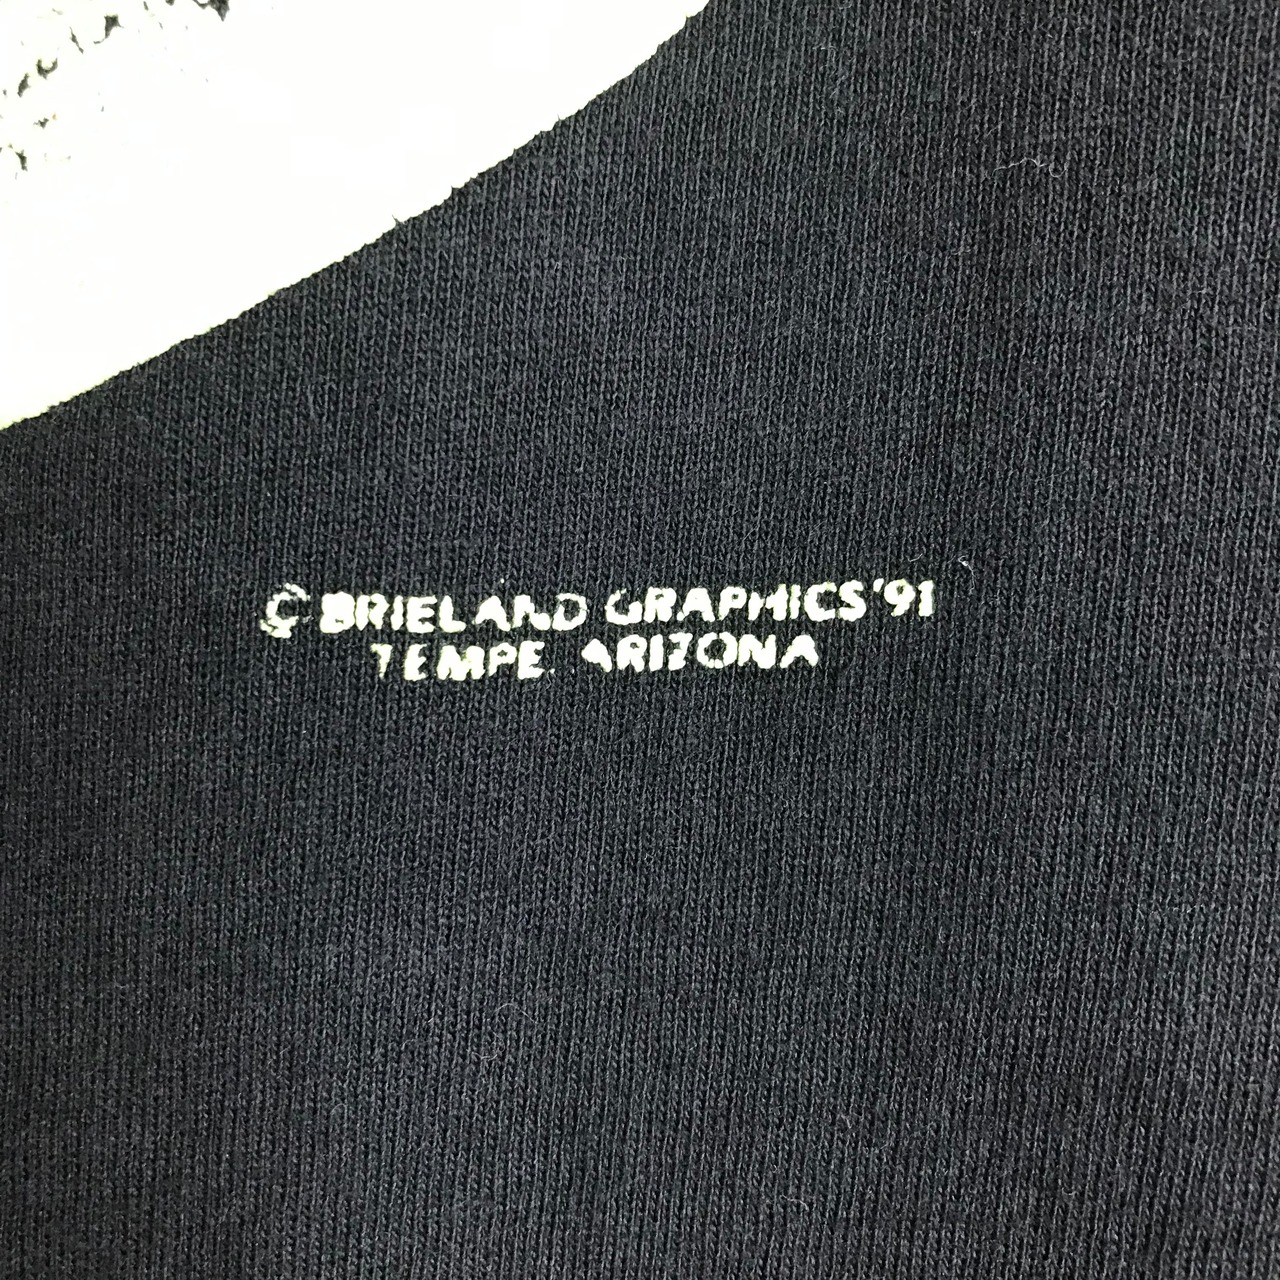 © BRIELAND GRAPHICS '91
TEMPE, ARIZONA